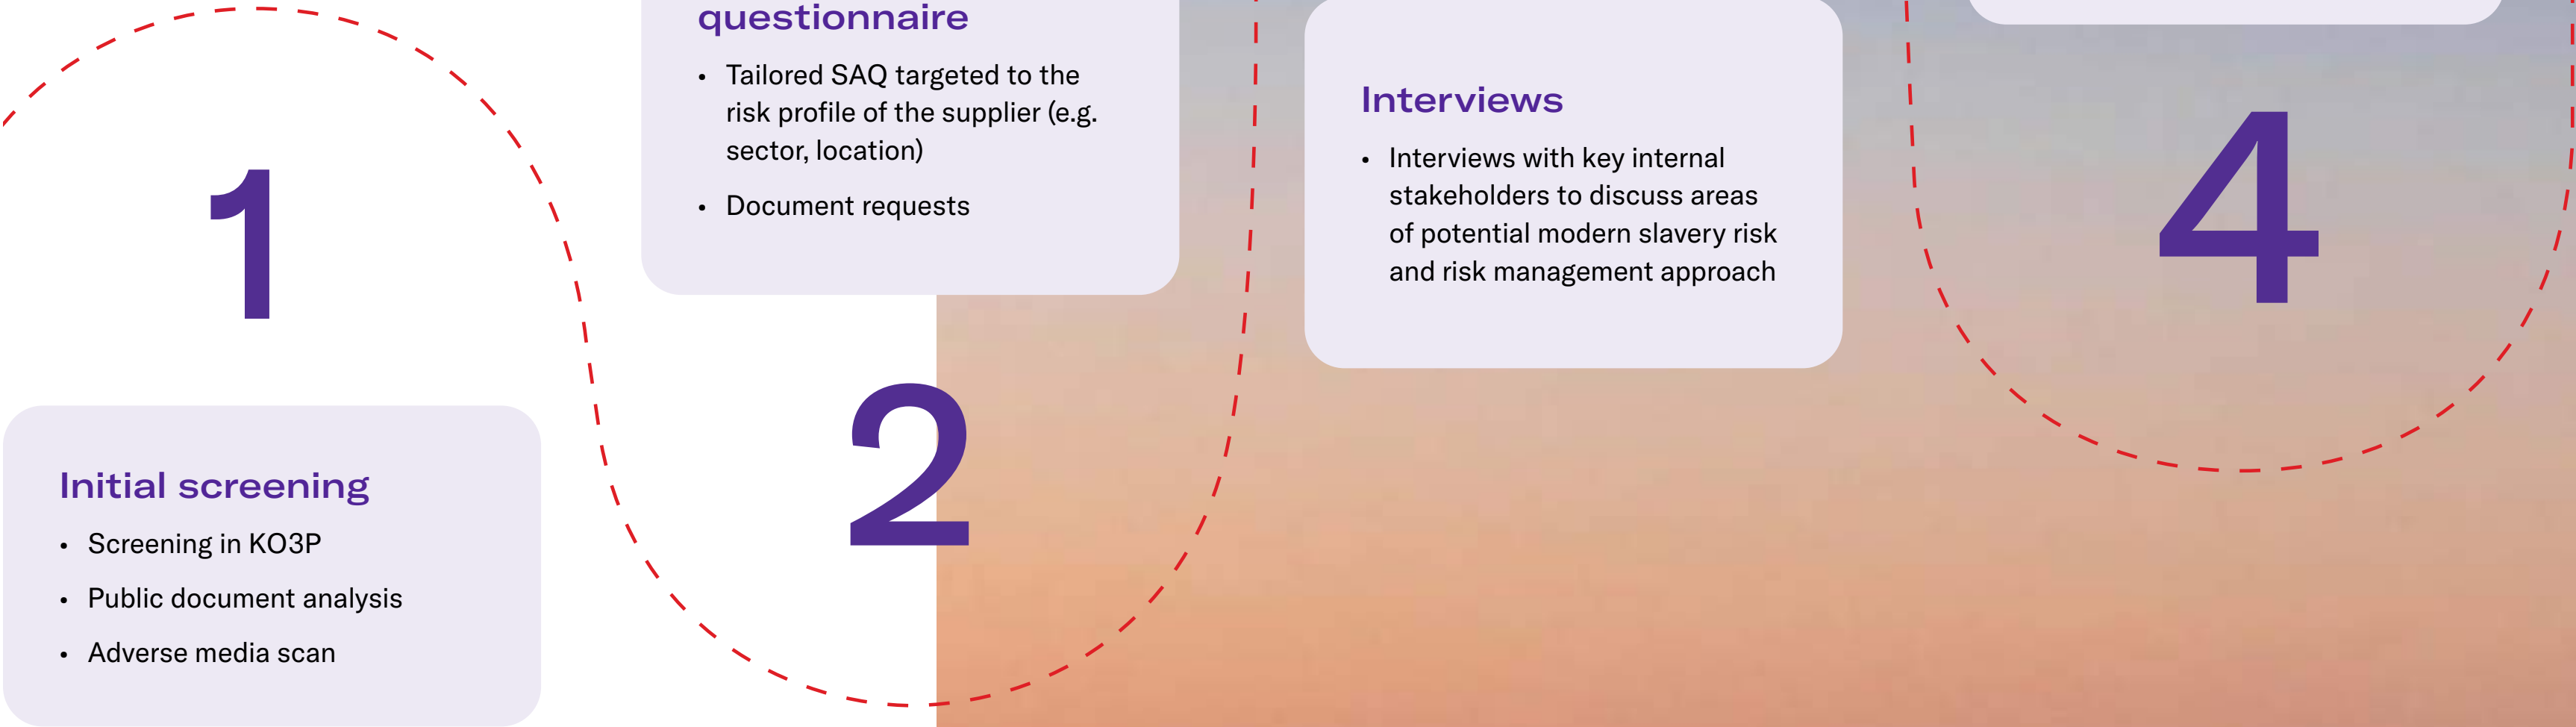 1
Initial screening
• Screening in KO3P
• Public document analysis
• Adverse media scan
questionnaire
• Tailored SAQ targeted to the
risk profile of the supplier (e.g.
sector, location)
• Document requests
2
Interviews
• Interviews with key internal
stakeholders to discuss areas
of potential modern slavery risk
and risk management approach
4